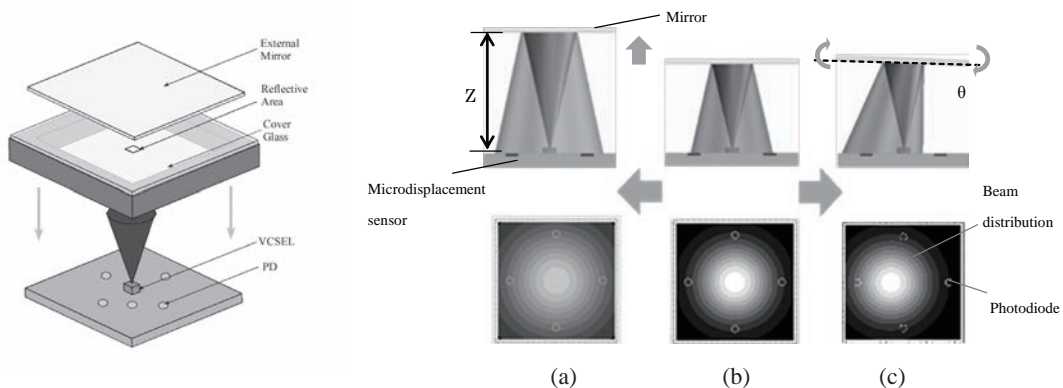 External
Mirror
Reflective
Area
Cover
Glass
VCSEL
PD
Mirror
Z
θ
Microdisplacement
sensor
Beam
distribution
Photodiode
(a)
(b)
(c)